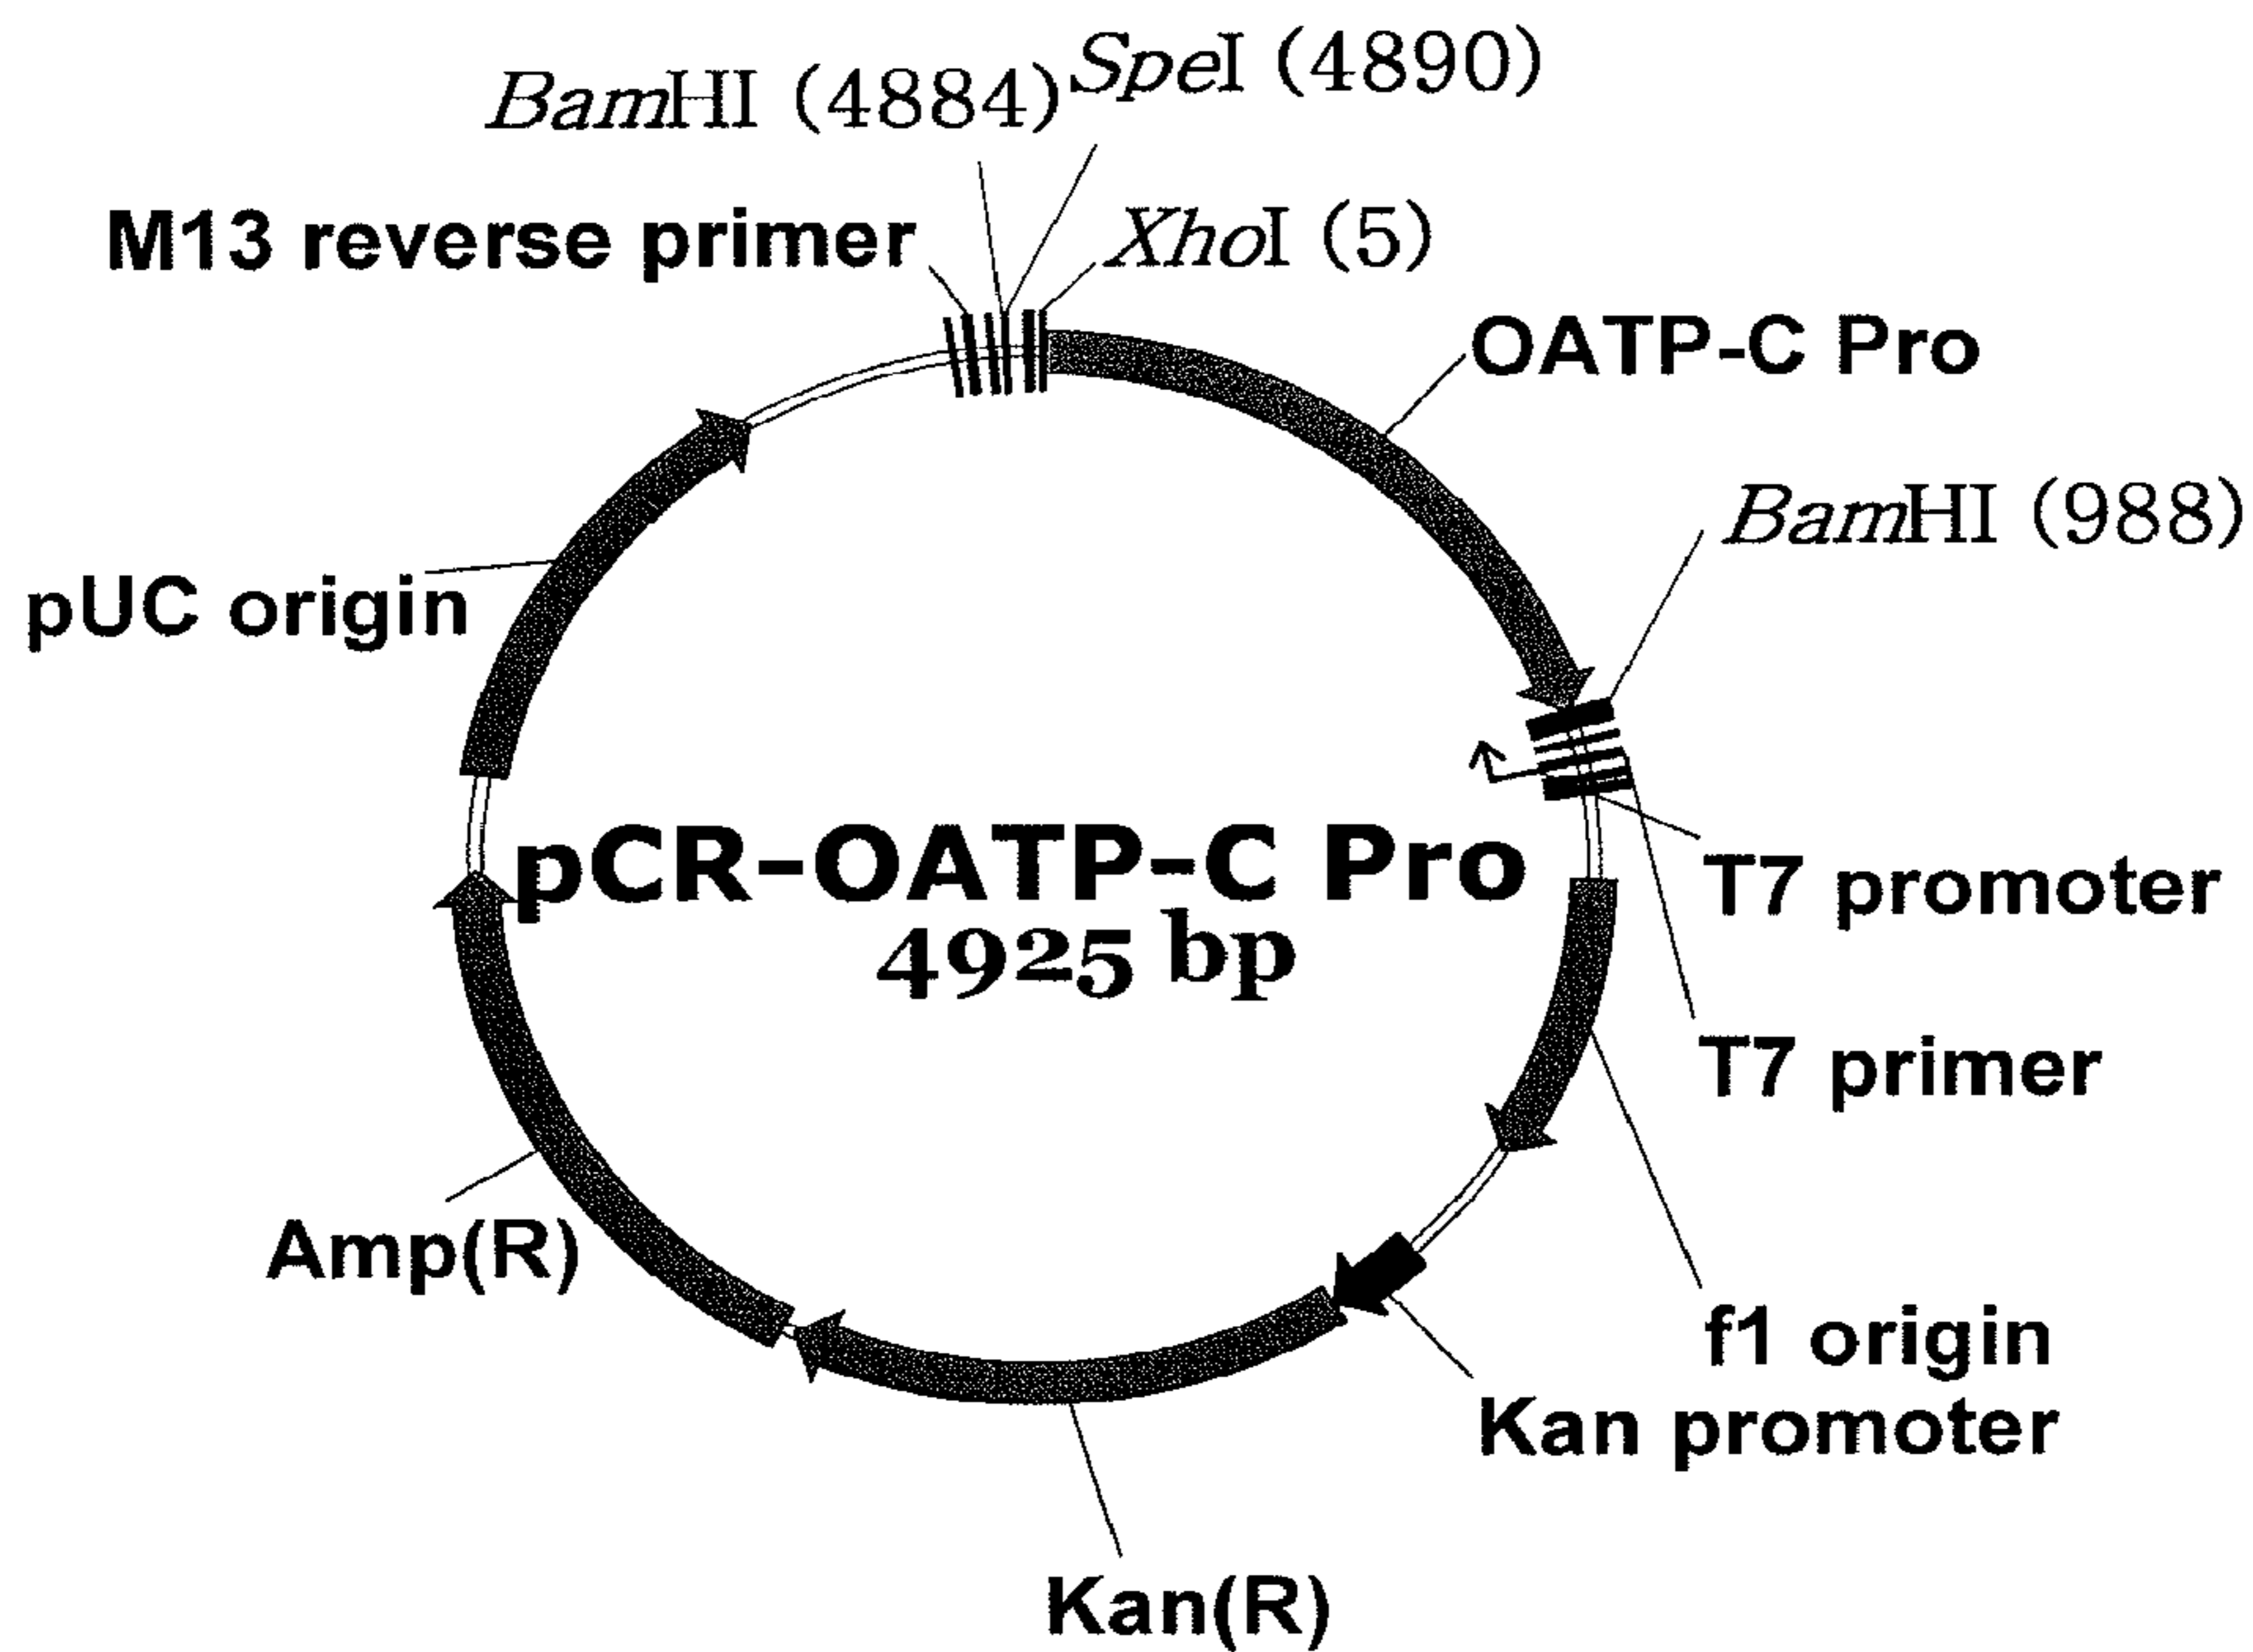 SpeI (4890)
BamHI (4884)
XhoI (5)
M13 reverse primer
OATP-C Pro
BamHI (988)
pUC origin
pCR-OATP-C Pro
4925 bp
T7 promoter
T7 primer
Amp(R)
f1 origin
Kan promoter
Kan(R)